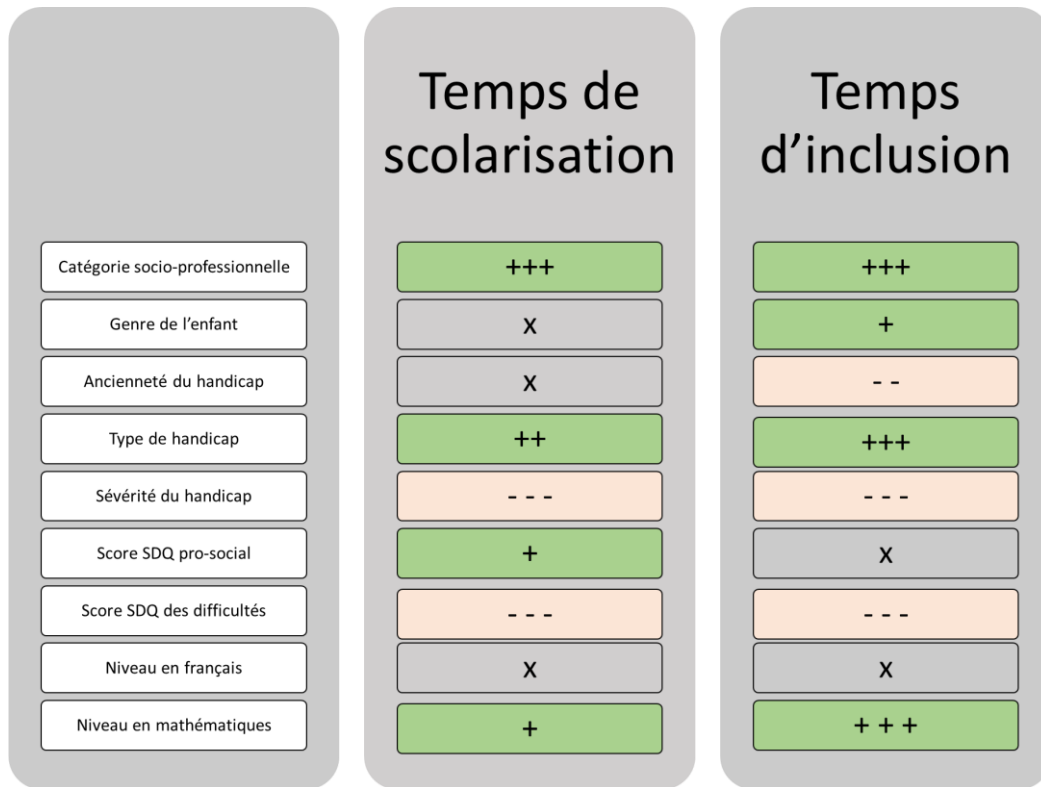 Temps de
scolarisation
Temps
d'inclusion
Catégorie socio-professionnelle
+++
+++
Genre de l'enfant
x
+
Ancienneté du handicap
x
- -
Type de handicap
++
+++
Sévérité du handicap
- - -
- - -
Score SDQ pro-social
+
x
Score SDQ des difficultés
- - -
- - -
Niveau en français
x
x
Niveau en mathématiques
+
+ + +